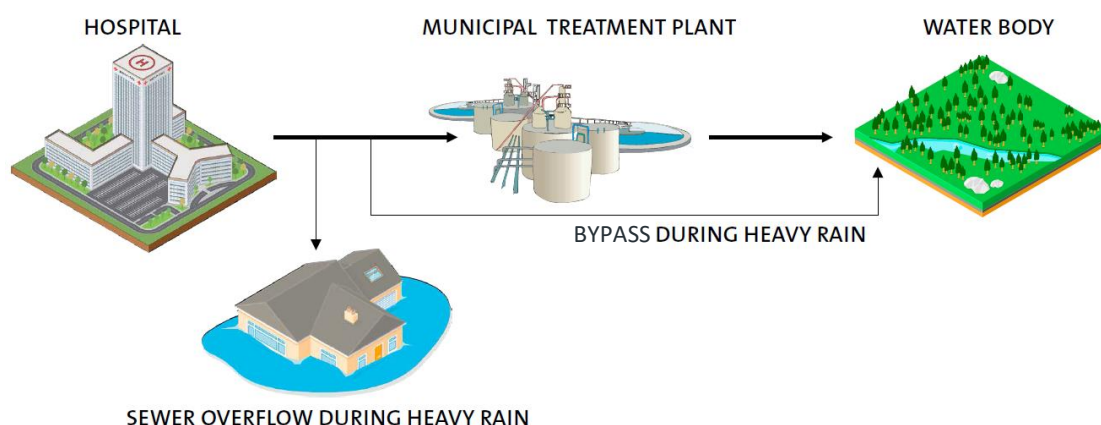 HOSPITAL
MUNICIPAL TREATMENT PLANT
WATER BODY
H
BYPASS DURING HEAVY RAIN
SEWER OVERFLOW DURING HEAVY RAIN